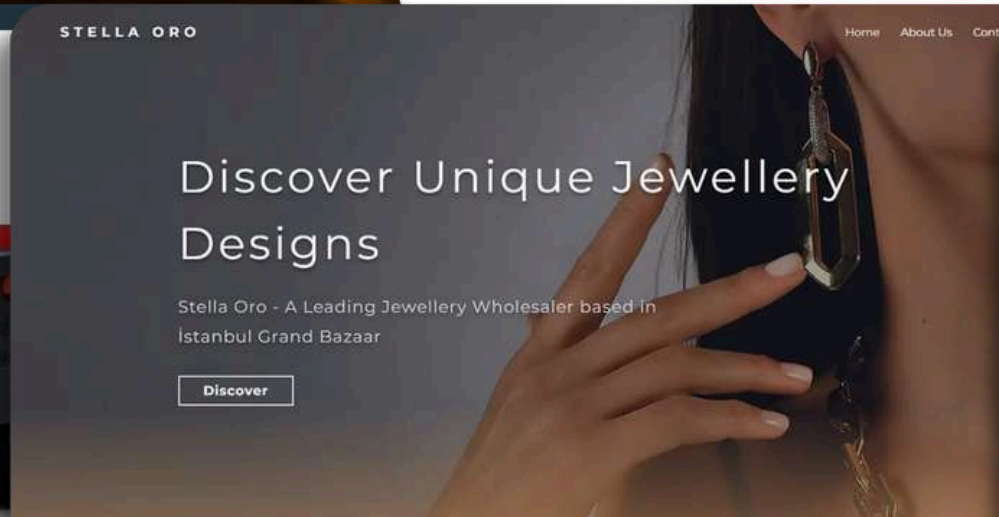 STELLA ORO
Home About Us
Discover Unique Jewellery
Designs
Stella Oro - A Leading Jewellery Wholesaler based in
İstanbul Grand Bazaar
Discover